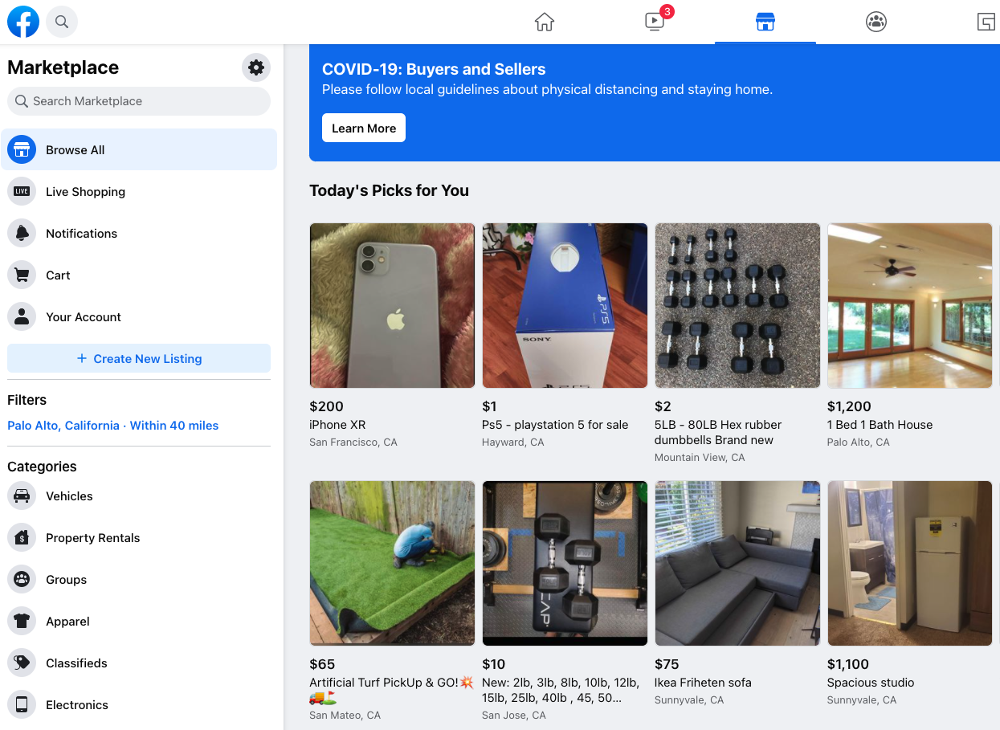 3
Marketplace
Search Marketplace
Browse All
LIVE
Live Shopping
Notifications
Cart
Your Account
+ Create New Listing
Filters
Palo Alto, California · Within 40 miles
Categories
Vehicles
$
Property Rentals
Groups
Apparel
Classifieds
Electronics
COVID-19: Buyers and Sellers
Please follow local guidelines about physical distancing and staying home.
Learn More
Today's Picks for You
PS5
SONY
PS5
$200
iPhone XR
San Francisco, CA
$1
Ps5 - playstation 5 for sale
Hayward, CA
$2
5LB - 80LB Hex rubber
dumbbells Brand new
Mountain View, CA
$1,200
1 Bed 1 Bath House
Palo Alto, CA
CAP
$65
Artificial Turf PickUp & GO!💥
🚚⛳
San Mateo, CA
$10
New: 2lb, 3lb, 8lb, 10lb, 12lb,
15lb, 25lb, 40lb , 45, 50...
San Jose, CA
$75
Ikea Friheten sofa
Sunnyvale, CA
$1,100
Spacious studio
Sunnyvale, CA